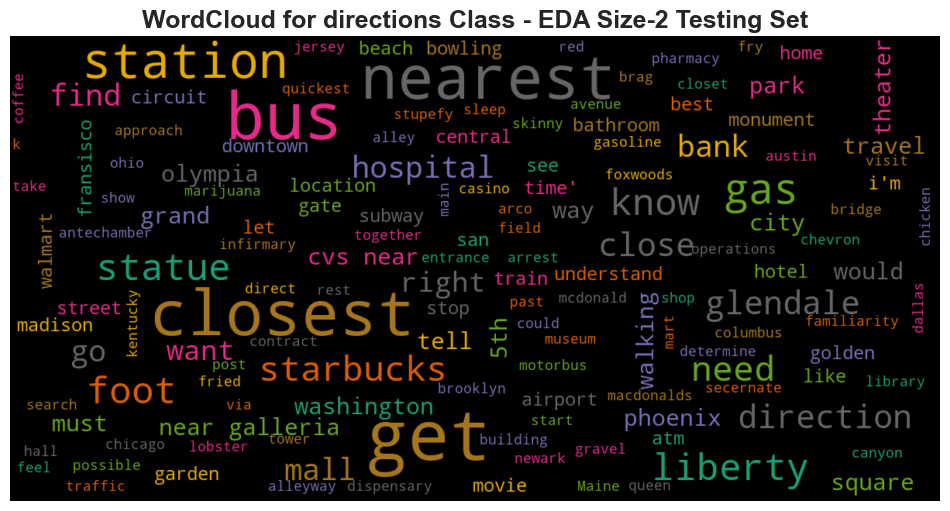 WordCloud for directions Class - EDA Size-2 Testing Set
jersey beach bowling red fry home
station nearest pharmacy theater
coffee find circuit bus quickest brag closet best park
stupefy sleep avenue
k approach fransisco downtown alley central skinny bathroom monument
gasoline bank travel
ohio olympia hospital see austin visit
take show marijuana location casino time' foxwoods gas i'm
walmart grand gate subway main arco way know city bridge chicken
antechamber let field
infirmary together san close operations chevron
statue cvs near entrance arrest
direct rest right train understand hotel would
street closest stop past mcdonald shop glendale dallas
madison kentucky contract tell 5th could museum walking mart columbus familiarity
go want post starbucks motorbus determine golden
foot fried brooklyn need like library
search via washington airport macdonalds secernate
must near galleria get start phoenix direction
hall chicago lobster tower building atm
feel possible garden mall newark gravel liberty canyon
traffic alleyway dispensary movie Maine queen square